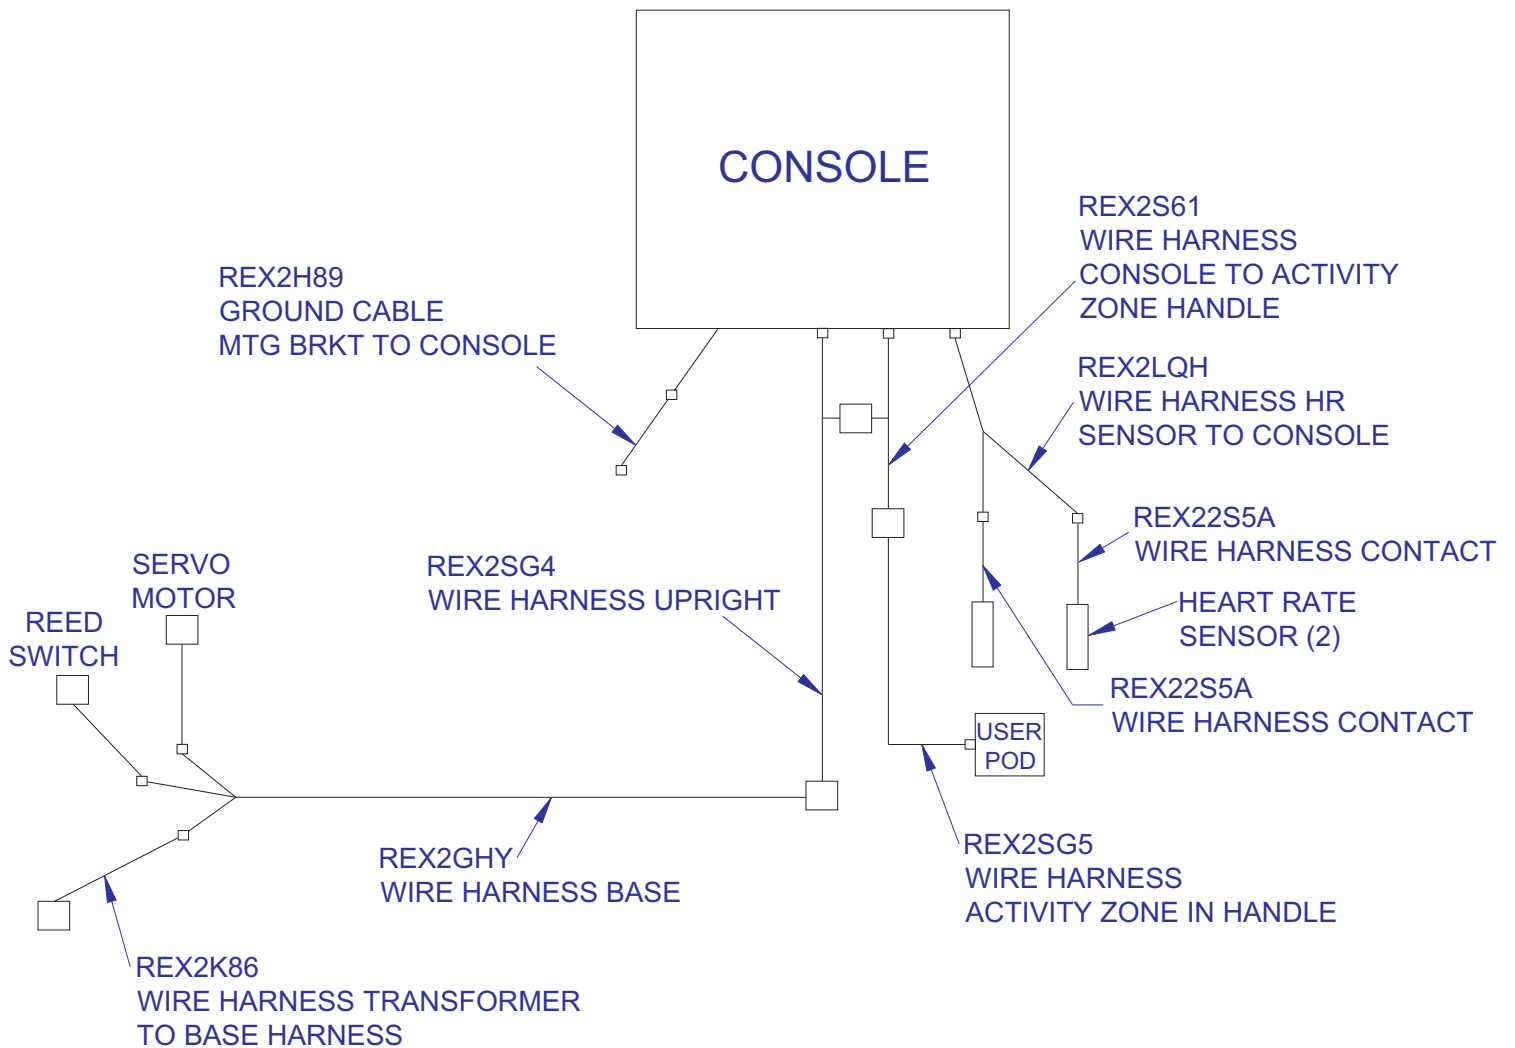 CONSOLE
REX2S61
WIRE HARNESS
CONSOLE TO ACTIVITY
ZONE HANDLE
REX2H89
GROUND CABLE
MTG BRKT TO CONSOLE
REX2LQH
WIRE HARNESS HR
SENSOR TO CONSOLE
REX22S5A
WIRE HARNESS CONTACT
SERVO
MOTOR
REX2SG4
WIRE HARNESS UPRIGHT
HEART RATE
SENSOR (2)
REED
SWITCH
REX22S5A
WIRE HARNESS CONTACT
USER
POD
REX2GHY
WIRE HARNESS BASE
REX2SG5
WIRE HARNESS
ACTIVITY ZONE IN HANDLE
REX2K86
WIRE HARNESS TRANSFORMER
TO BASE HARNESS